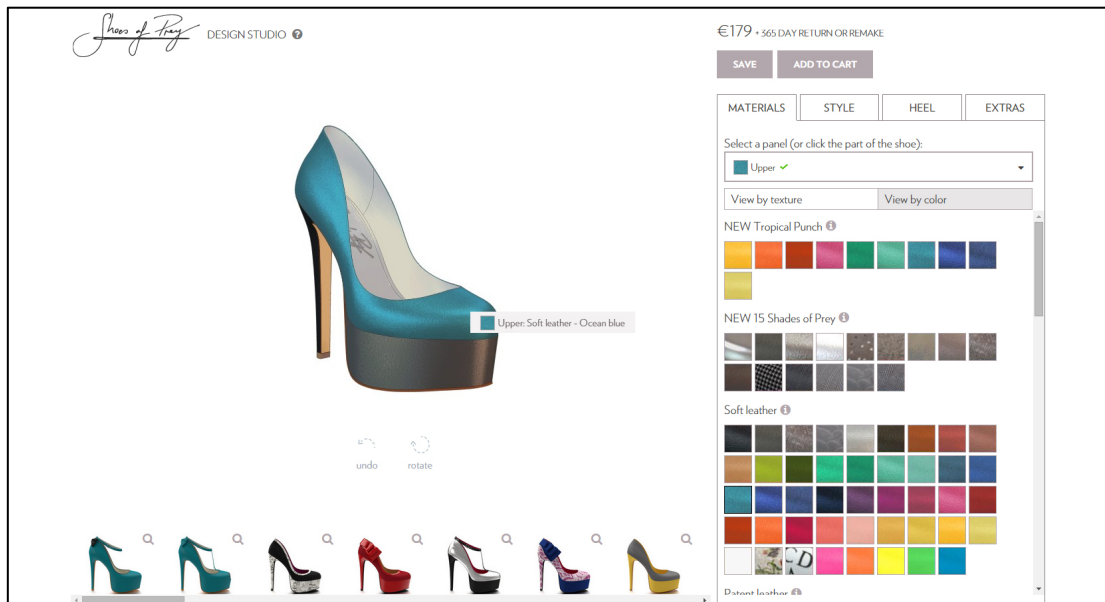 Shoes of Prey DESIGN STUDIO ?
€179 + 365 DAY RETURN OR REMAKE
SAVE ADD TO CART
MATERIALS STYLE HEEL EXTRAS
Select a panel (or click the part of the shoe):
Upper
View by texture View by color
NEW Tropical Punch i
NEW 15 Shades of Prey i
Upper: Soft leather - Ocean blue
Soft leather i
undo rotate
Patent leather i